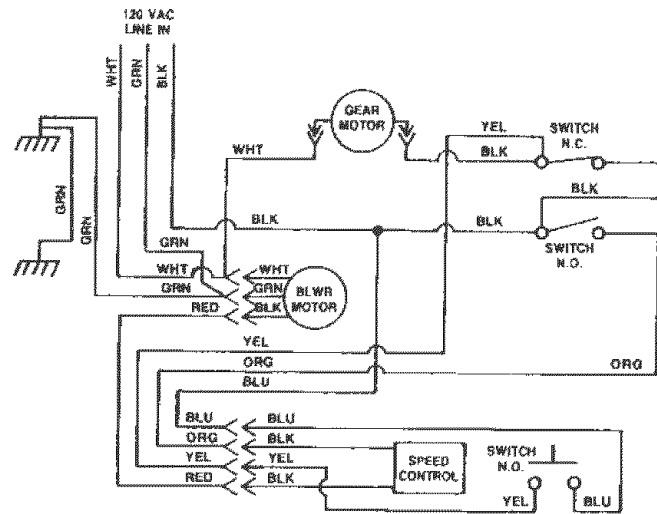 120 VAC
LINE IN
WHT
GRN
BLK
GEAR
MOTOR
YEL
SWITCH
N.C.
WHT
BLK
BLK
GRN
GRN
BLK
BLK
SWITCH
N.O.
GRN
WHT
WHT
GRN
GRN
BLWR
MOTOR
RED
BLK
YEL
ORG
ORG
BLU
BLU
BLU
ORG
BLK
YEL
YEL
SPEED
CONTROL
SWITCH
N.O.
RED
BLK
YEL
BLU